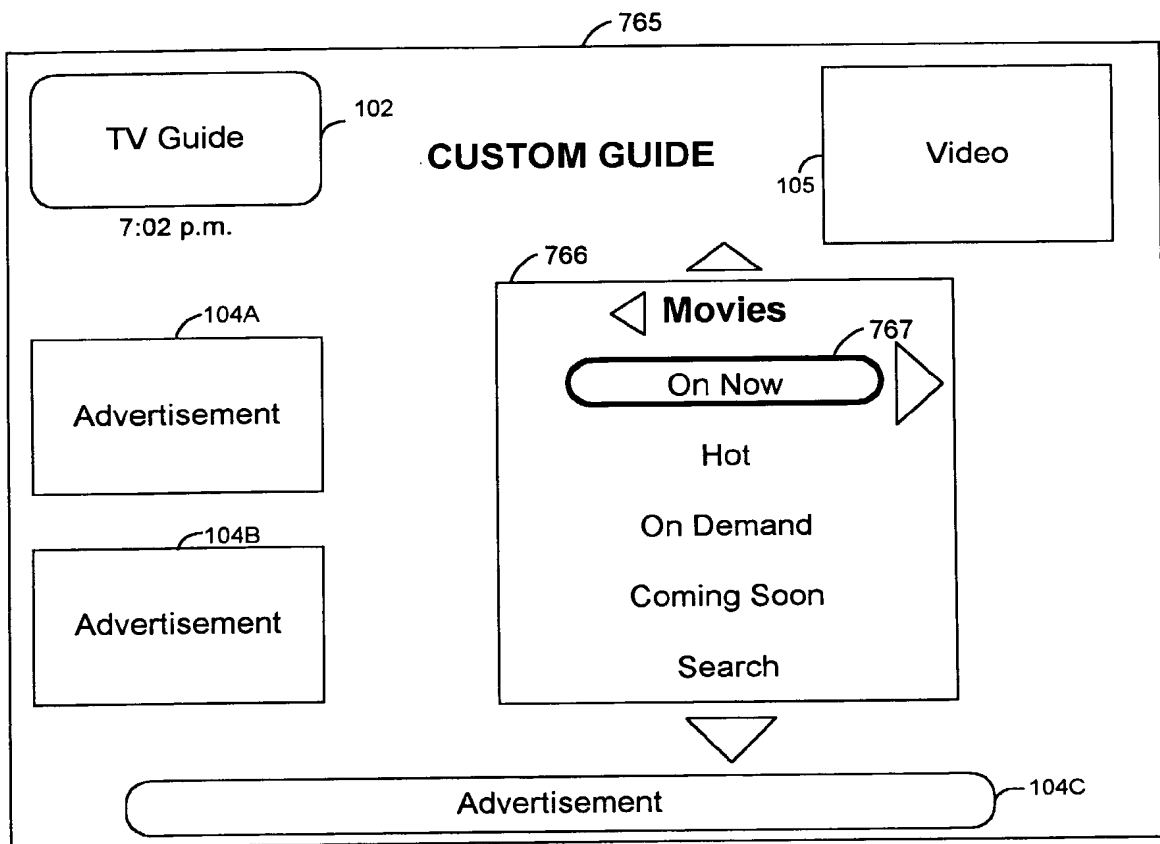 765
TV Guide
102
CUSTOM GUIDE
Video
105
7:02 p.m.
766
Movies
767
On Now
Hot
On Demand
Coming Soon
Search
104A
Advertisement
104B
Advertisement
Advertisement
104C